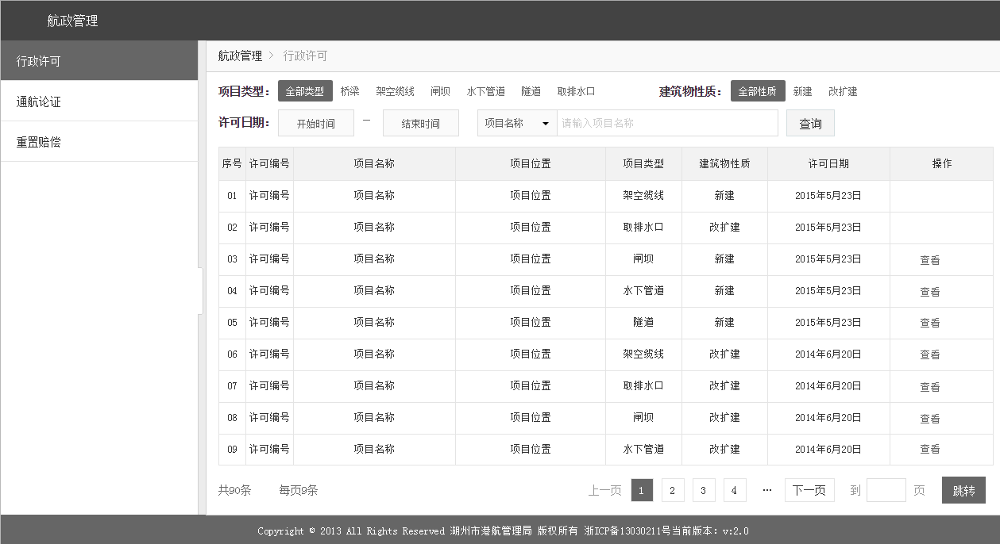 航政管理
行政许可
通航论证
重置赔偿
航政管理 > 行政许可
项目类型： 全部类型 桥梁 架空缆线 闸坝 水下管道 隧道 取排水口 建筑物性质： 全部性质 新建 改扩建
许可日期： 开始时间 — 结束时间 项目名称 请输入项目名称 查询
序号 许可编号 项目名称 项目位置 项目类型 建筑物性质 许可日期 操作
01 许可编号 项目名称 项目位置 架空缆线 新建 2015年5月23日
02 许可编号 项目名称 项目位置 取排水口 改扩建 2015年5月23日
03 许可编号 项目名称 项目位置 闸坝 新建 2015年5月23日 查看
04 许可编号 项目名称 项目位置 水下管道 新建 2015年5月23日 查看
05 许可编号 项目名称 项目位置 隧道 新建 2015年5月23日 查看
06 许可编号 项目名称 项目位置 架空缆线 改扩建 2014年6月20日 查看
07 许可编号 项目名称 项目位置 取排水口 改扩建 2014年6月20日 查看
08 许可编号 项目名称 项目位置 闸坝 改扩建 2014年6月20日 查看
09 许可编号 项目名称 项目位置 水下管道 改扩建 2014年6月20日 查看
共90条 每页9条 上一页 1 2 3 4 ··· 下一页 到 页 跳转
Copyright © 2013 All Rights Reserved 湖州市港航管理局 版权所有 浙ICP备13030211号当前版本：v:2.0